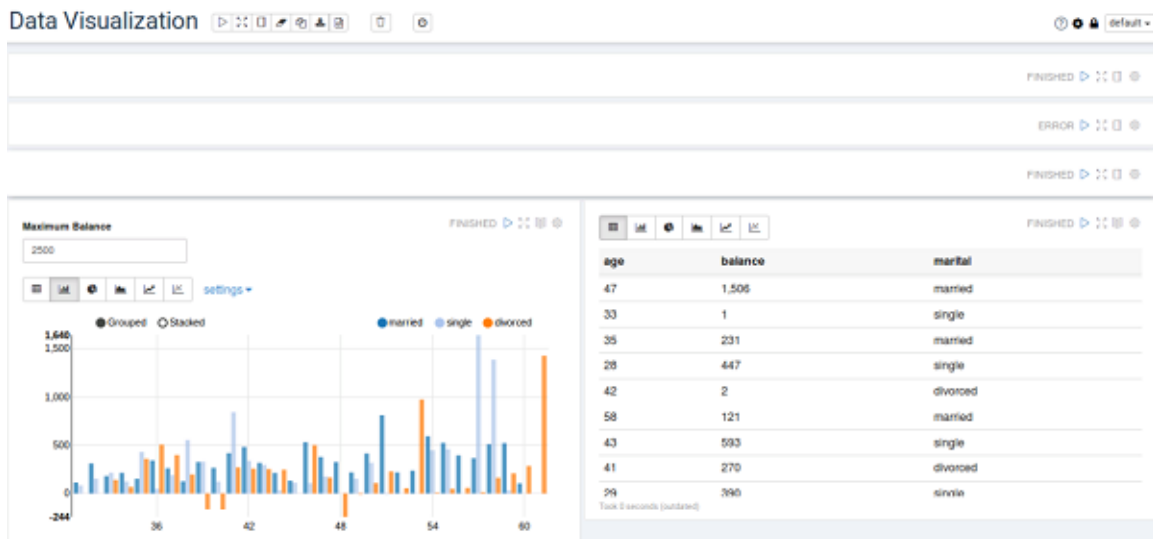 Data Visualization
default
FINISHED
ERROR
FINISHED
Maximum Balance
FINISHED
2500
settings
Grouped Stacked married single divorced
1,640
1,500
1,000
500
0
-244
36 42 48 54 60
FINISHED
age balance marital
47 1,506 married
33 1 single
35 231 married
28 447 single
42 2 divorced
58 121 married
43 593 single
41 270 divorced
29 390 single
Took 0 seconds (outdated)